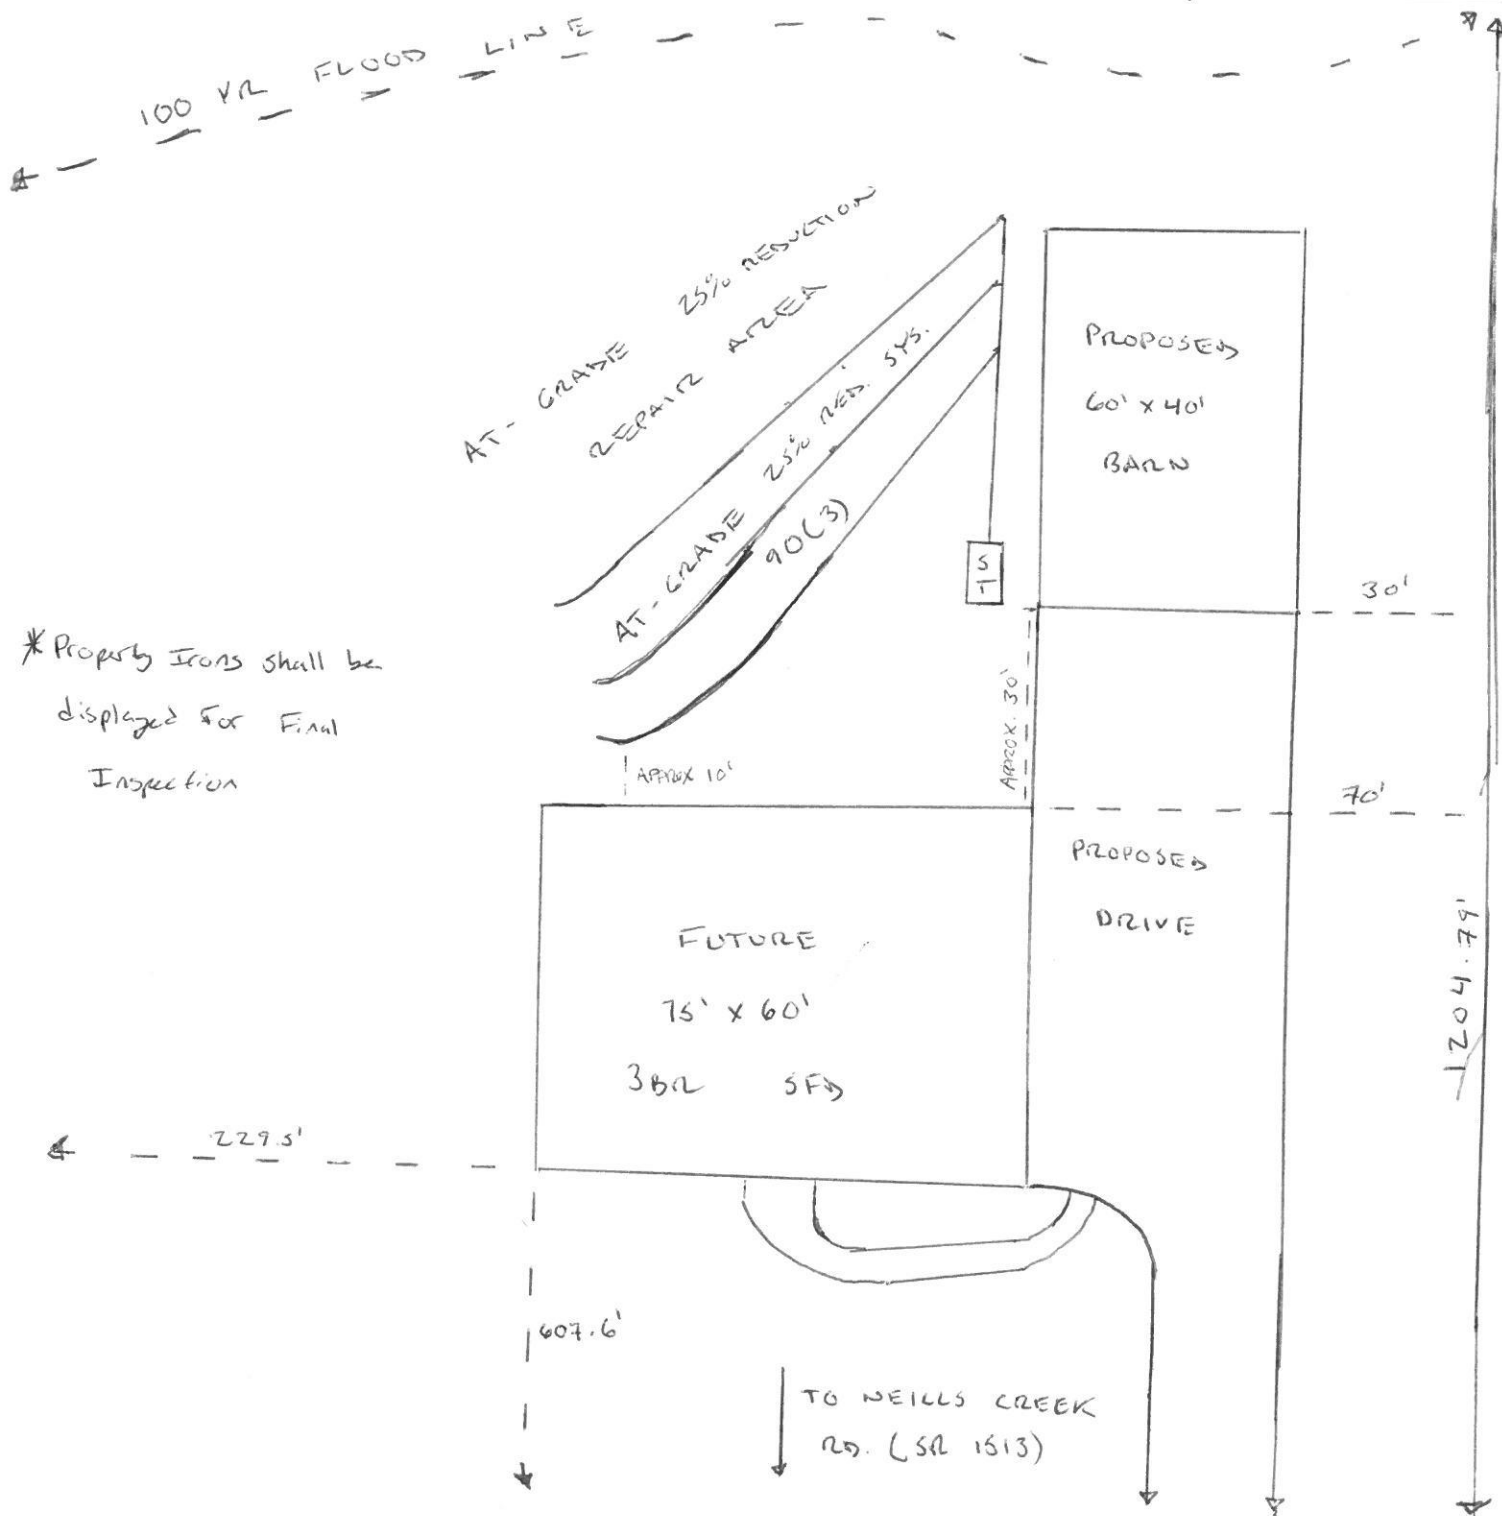 100 YR FLOOD LINE
AT-GRADE 25% REDUCTION
REPAIR AREA
AT-GRADE 25% RED. SYS.
90(3)
PROPOSED
60' X 40'
BARN
ST
30'
* Property Irons shall be
displayed For Final
Inspection
APPROX 10'
APPROX. 30'
70'
PROPOSED
DRIVE
FUTURE
75' X 60'
3BR SFD
1204.79'
229.5'
607.6'
TO NEILLS CREEK
RD. (SR 1513)